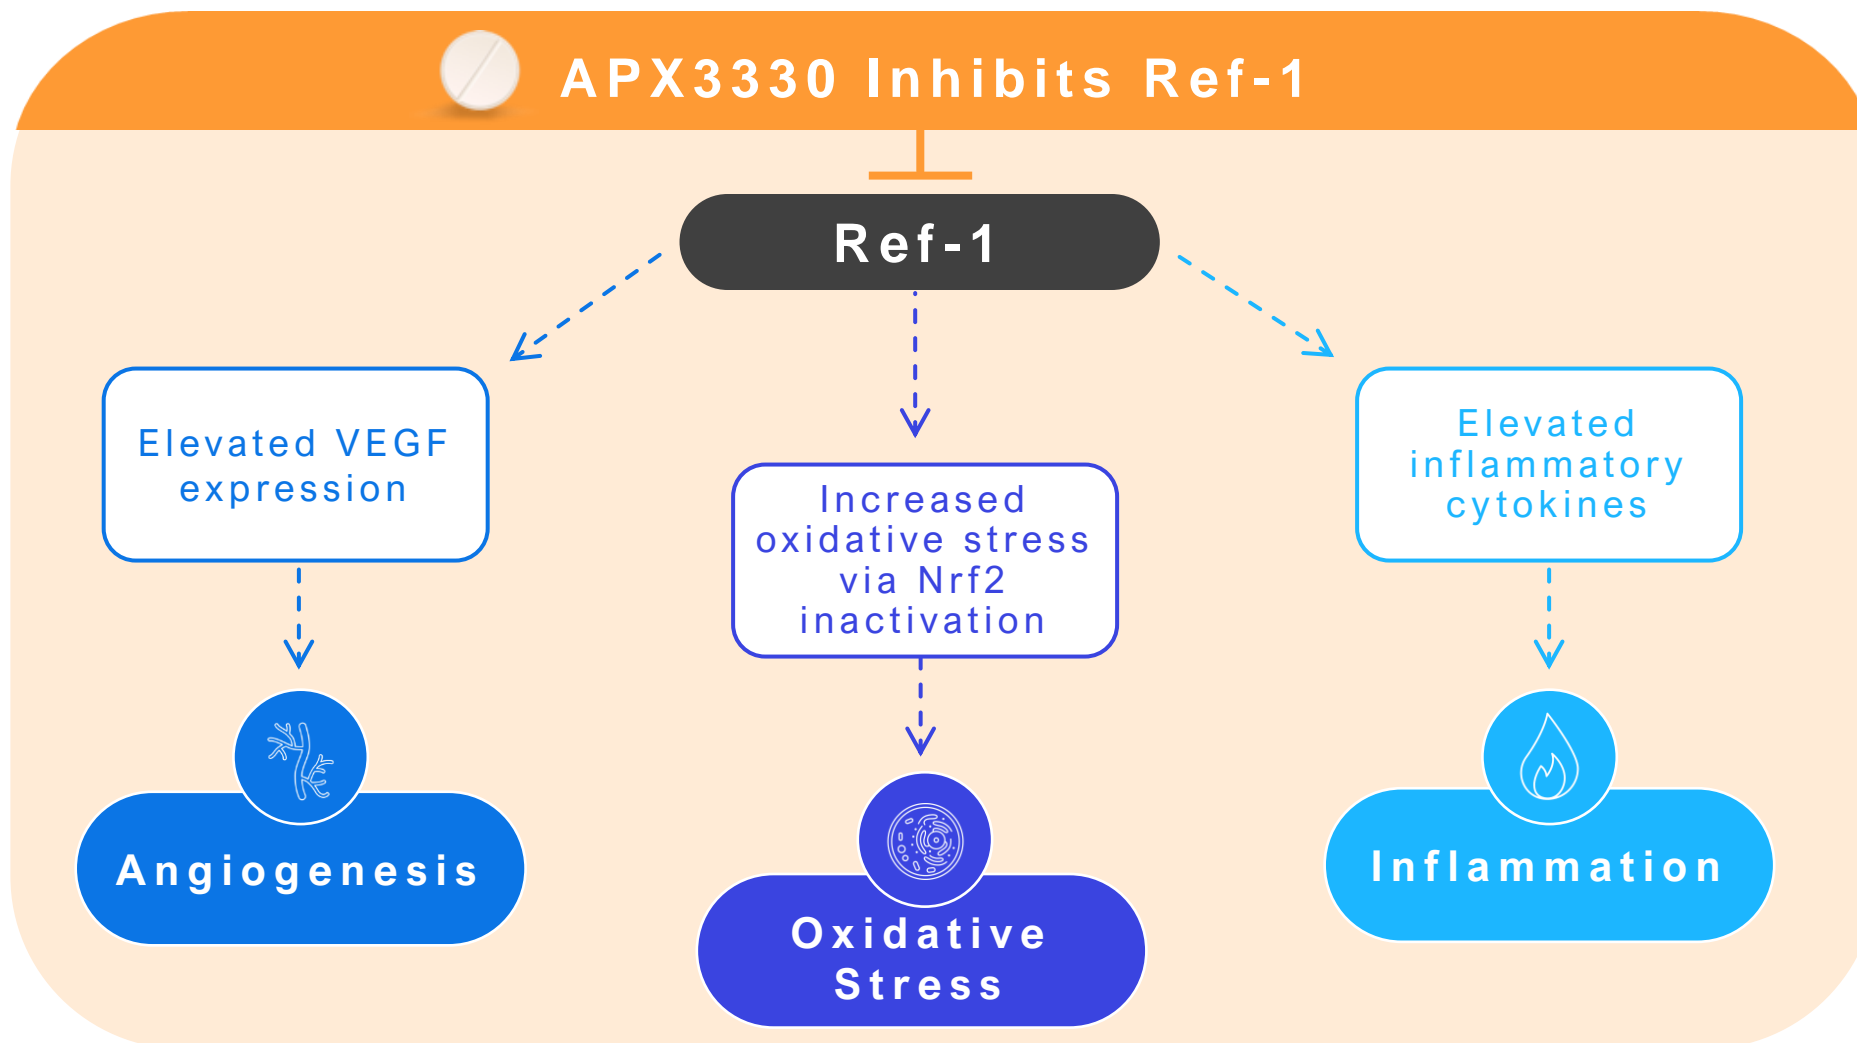 APX3330 Inhibits Ref-1
Ref-1
Elevated VEGF
expression
Increased
oxidative stress
via Nrf2
inactivation
Elevated
inflammatory
cytokines
Angiogenesis
Oxidative
Stress
Inflammation